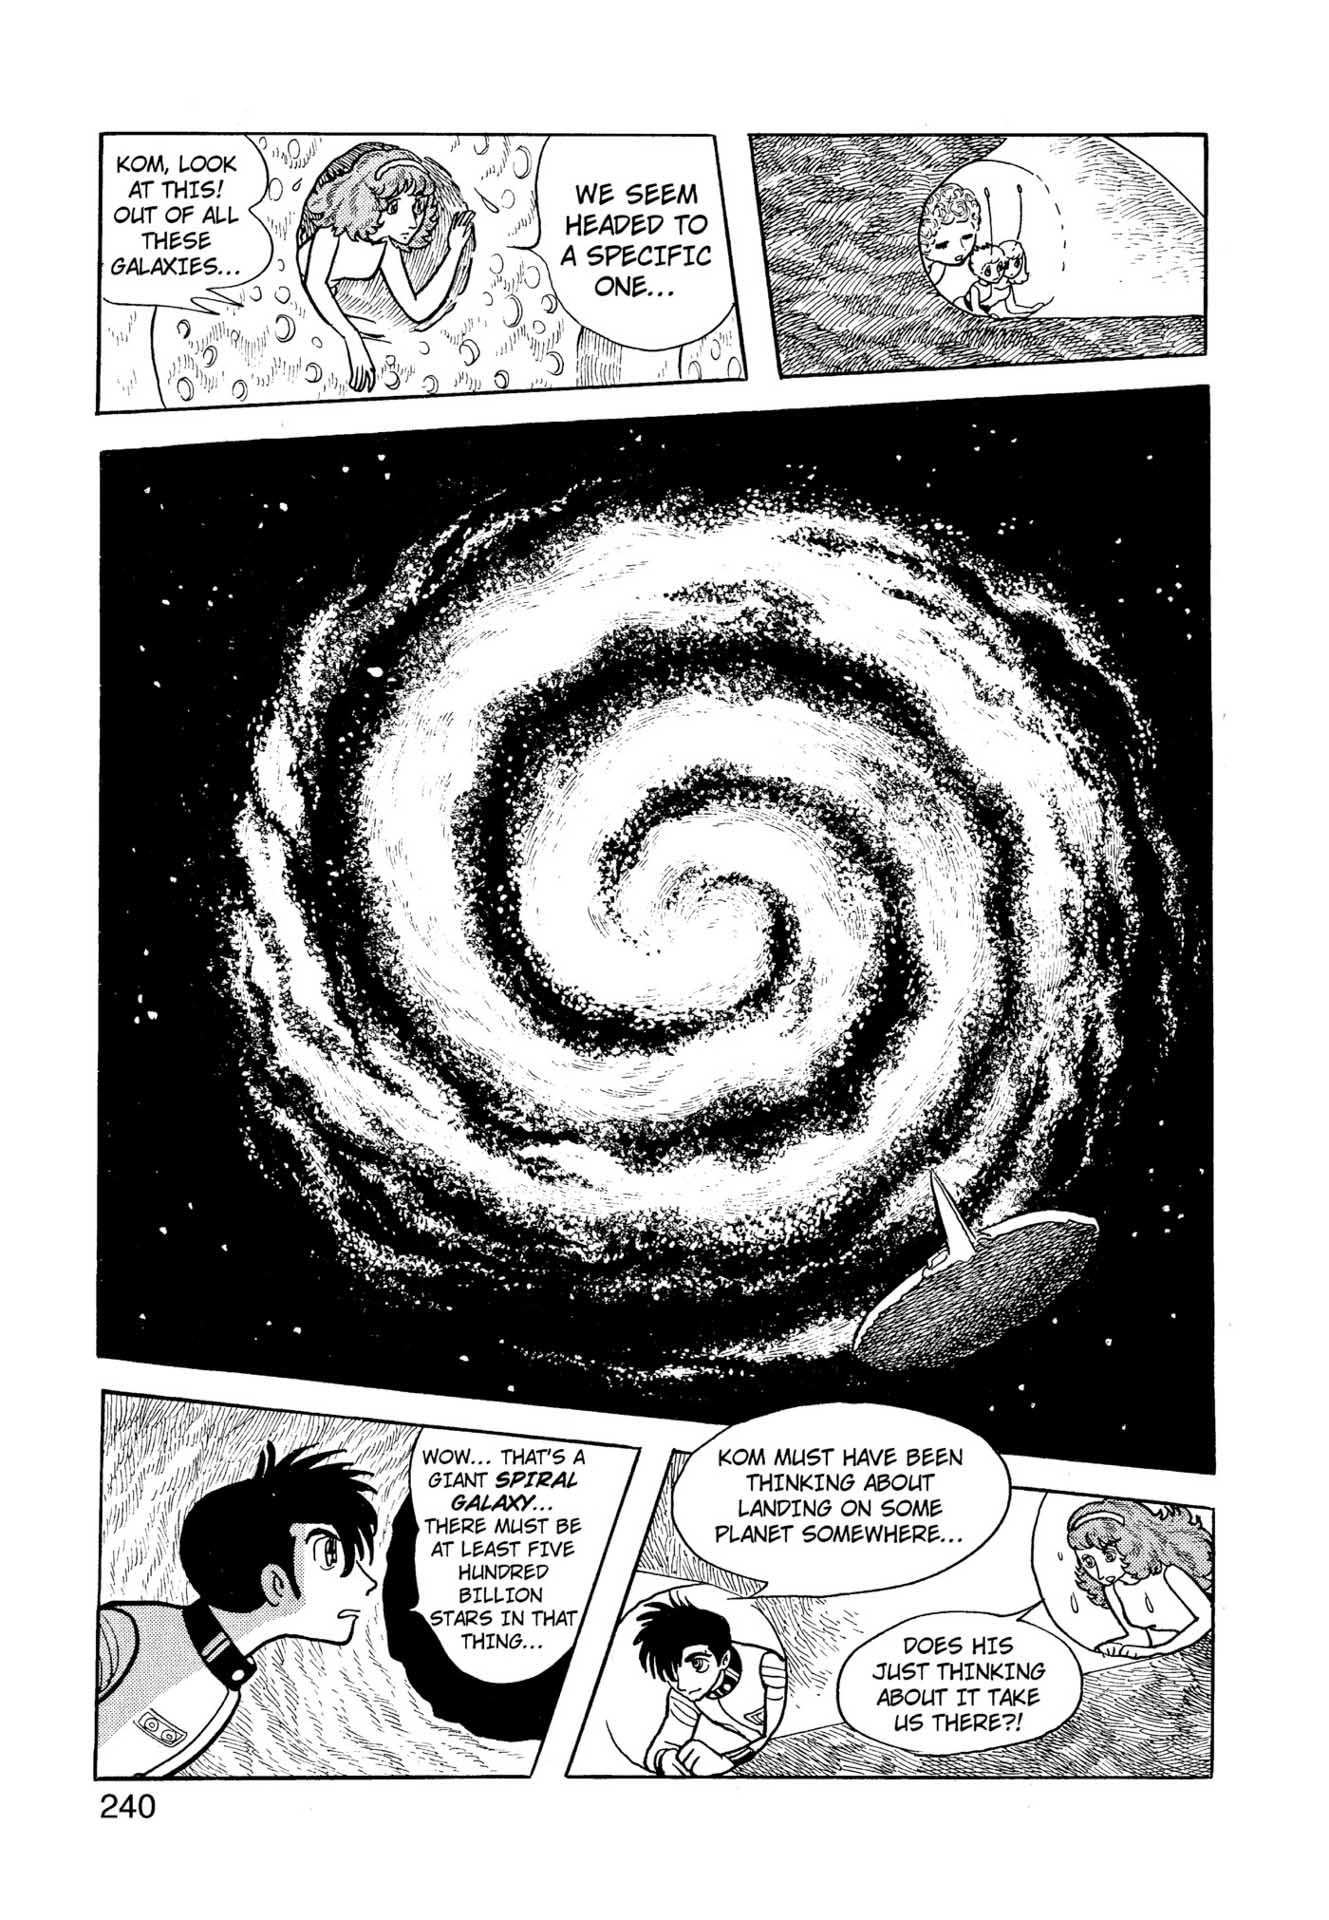 KOM, LOOK
AT THIS!
OUT OF ALL
THESE
GALAXIES...
WE SEEM
HEADED TO
A SPECIFIC
ONE...
WOW... THAT'S A
GIANT SPIRAL
GALAXY...
THERE MUST BE
AT LEAST FIVE
HUNDRED
BILLION
STARS IN THAT
THING...
KOM MUST HAVE BEEN
THINKING ABOUT
LANDING ON SOME
PLANET SOMEWHERE...
DOES HIS
JUST THINKING
ABOUT IT TAKE
US THERE?!
240